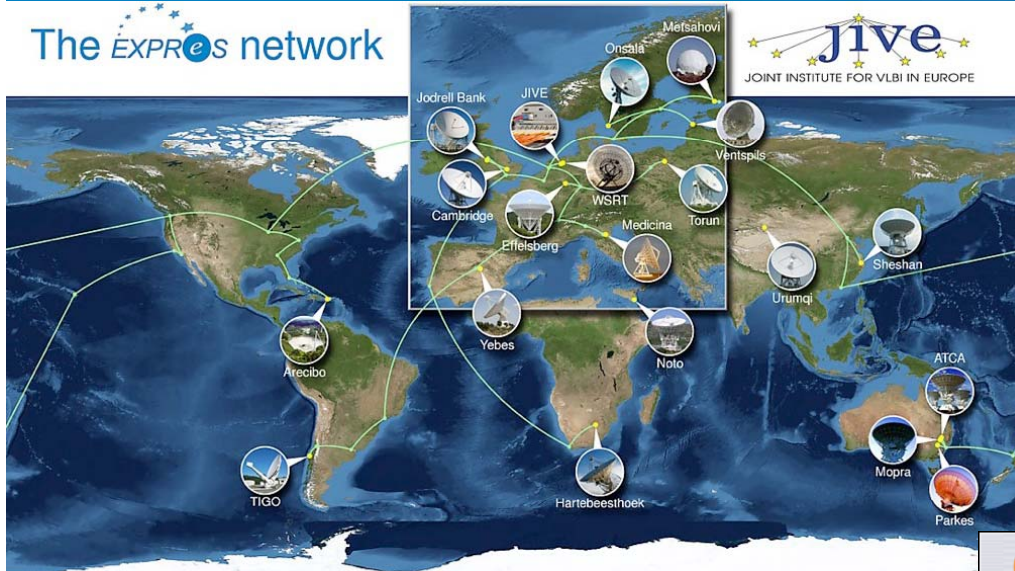 The EXPReS network
jive
JOINT INSTITUTE FOR VLBI IN EUROPE
Metsahovi
Onsala
Jodrell Bank
JIVE
Ventspils
Cambridge
WSRT
Torun
Effelsberg
Medicina
Sheshan
Urumqi
Yebes
Noto
Arecibo
ATCA
Mopra
TIGO
Hartebeesthoek
Parkes